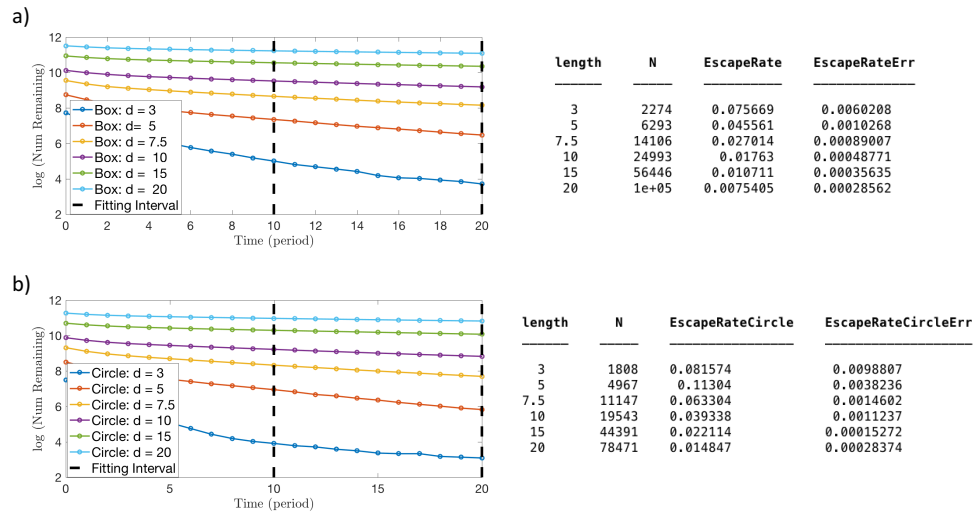 a)
12
10
8
6
4
2
log (Num Remaining)
Box: d = 3
Box: d= 5
Box: d = 7.5
Box: d = 10
Box: d = 15
Box: d = 20
Fitting Interval
0 2 4 6 8 10 12 14 16 18 20
Time (period)
length N EscapeRate EscapeRateErr
3 2274 0.075669 0.0060208
5 6293 0.045561 0.0010268
7.5 14106 0.027014 0.00089007
10 24993 0.01763 0.00048771
15 56446 0.010711 0.00035635
20 1e+05 0.0075405 0.00028562
b)
12
10
8
6
4
2
log (Num Remaining)
Circle: d = 3
Circle: d = 5
Circle: d = 7.5
Circle: d = 10
Circle: d = 15
Circle: d = 20
Fitting Interval
0 5 10 15 20
Time (period)
length N EscapeRateCircle EscapeRateCircleErr
3 1808 0.081574 0.0098807
5 4967 0.11304 0.0038236
7.5 11147 0.063304 0.0014602
10 19543 0.039338 0.0011237
15 44391 0.022114 0.00015272
20 78471 0.014847 0.00028374